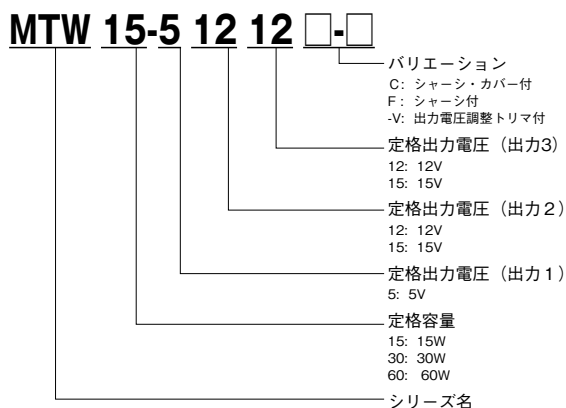 MTW 15-5 12 12 □-□
バリエーション
C: シャーシ・カバー付
F: シャーシ付
-V: 出力電圧調整トリマ付
定格出力電圧（出力3）
12: 12V
15: 15V
定格出力電圧（出力2）
12: 12V
15: 15V
定格出力電圧（出力1）
5: 5V
定格容量
15: 15W
30: 30W
60: 60W
シリーズ名